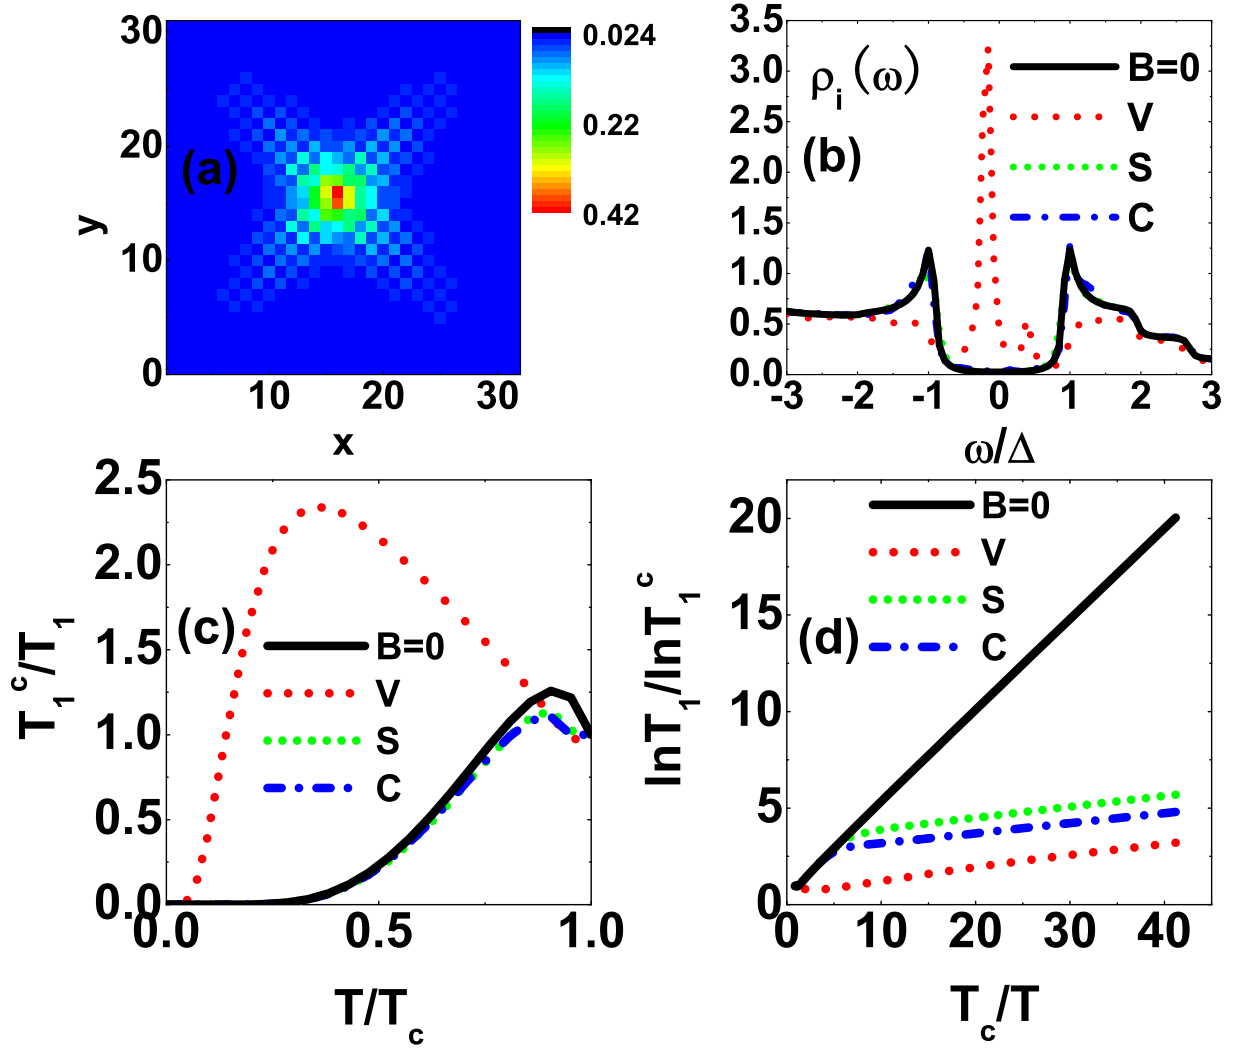 30
20
10
0
y
(a)
10 20 30
x
0.024
0.22
0.42
3.5
3.0
2.5
2.0
1.5
1.0
0.5
0.0
ρi(ω)
(b)
B=0
V
S
C
-3 -2 -1 0 1 2 3
ω/Δ
2.5
2.0
1.5
1.0
0.5
0.0
T1^c/T1
(c)
B=0
V
S
C
0.0 0.5 1.0
T/Tc
20
15
10
5
0
lnT1/lnT1^c
(d)
B=0
V
S
C
0 10 20 30 40
Tc/T